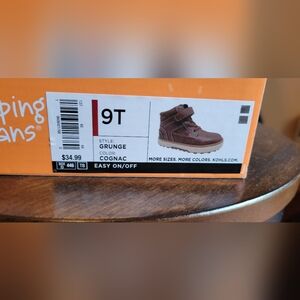 ping
ans®
9T
STYLE:
GRUNGE
COLOR:
COGNAC
$34.99
MORE SIZES. MORE COLORS. KOHLS.COM
EASY ON/OFF